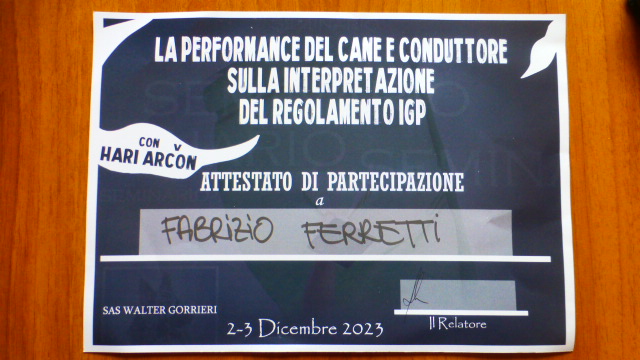 LA PERFORMANCE DEL CANE E CONDUTTORE
SULLA INTERPRETAZIONE
DEL REGOLAMENTO IGP
CON
HARI ARČON
ATTESTATO DI PARTECIPAZIONE
a
FABRIZIO FERRETTI
SAS WALTER GORRIERI
2-3 Dicembre 2023
Il Relatore